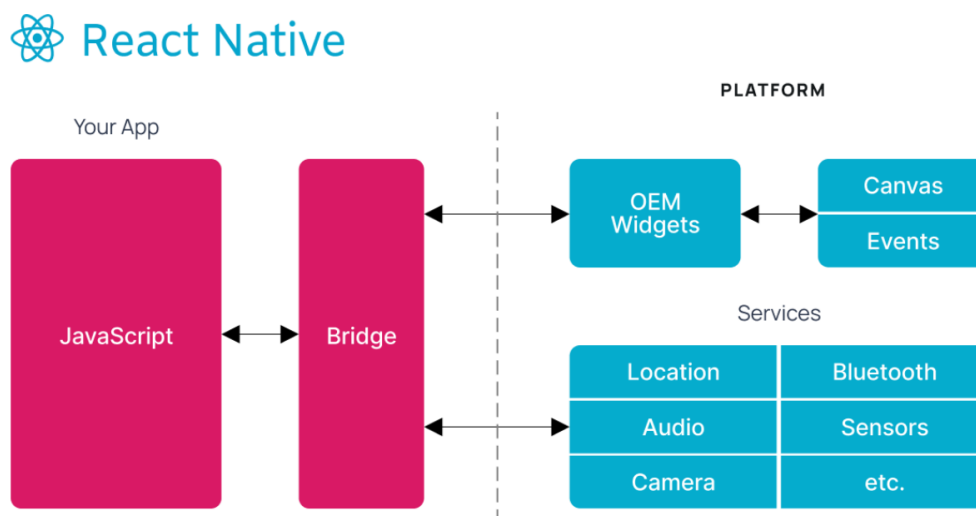 React Native
PLATFORM
Your App
OEM
Widgets
Canvas
Events
JavaScript
Bridge
Services
Location
Bluetooth
Audio
Sensors
Camera
etc.